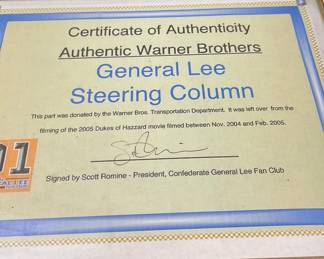 Certificate of Authenticity
Authentic Warner Brothers
General Lee
Steering Column
This part was donated by the Warner Bros. Transportation Department. It was left over from the
filming of the 2005 Dukes of Hazzard movie filmed between Nov. 2004 and Feb. 2005.
01
Signed by Scott Romine - President, Confederate General Lee Fan Club